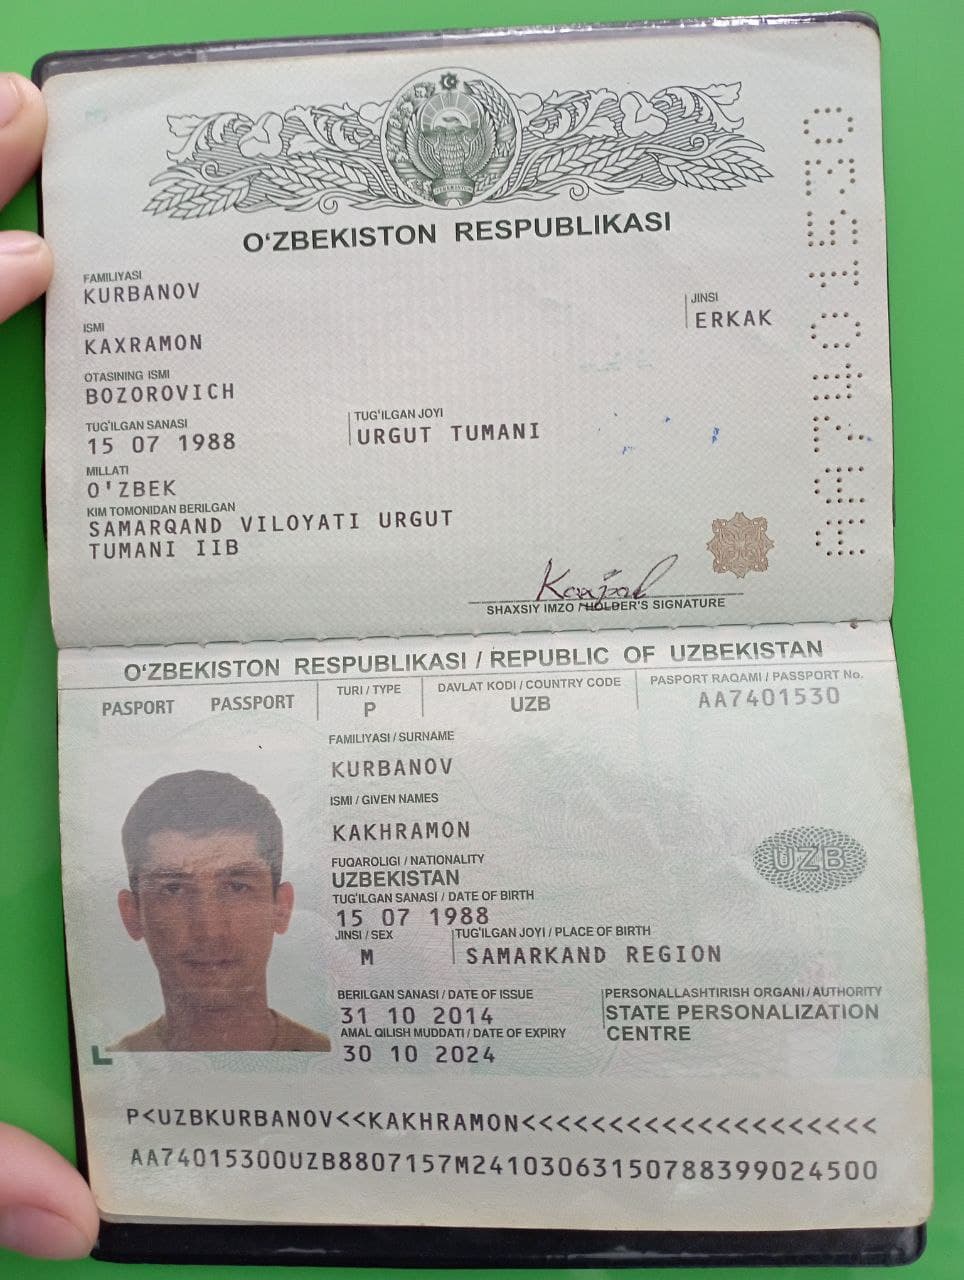 O‘ZBEKISTON RESPUBLIKASI
FAMILIYASI
KURBANOV
JINSI
ERKAK
ISMI
KAXRAMON
OTASINING ISMI
BOZOROVICH
TUG‘ILGAN SANASI
15 07 1988
TUG‘ILGAN JOYI
URGUT TUMANI
MILLATI
O'ZBEK
KIM TOMONIDAN BERILGAN
SAMARQAND VILOYATI URGUT
TUMANI IIB
AA7401530
SHAXSIY IMZO / HOLDER'S SIGNATURE
O‘ZBEKISTON RESPUBLIKASI / REPUBLIC OF UZBEKISTAN
PASPORT PASSPORT
TURI / TYPE
P
DAVLAT KODI / COUNTRY CODE
UZB
PASPORT RAQAMI / PASSPORT No.
AA7401530
FAMILIYASI / SURNAME
KURBANOV
ISMI / GIVEN NAMES
KAKHRAMON
FUQAROLIGI / NATIONALITY
UZBEKISTAN
UZB
TUG‘ILGAN SANASI / DATE OF BIRTH
15 07 1988
JINSI / SEX
M
TUG‘ILGAN JOYI / PLACE OF BIRTH
SAMARKAND REGION
BERILGAN SANASI / DATE OF ISSUE
31 10 2014
AMAL QILISH MUDDATI / DATE OF EXPIRY
30 10 2024
PERSONALLASHTIRISH ORGANI / AUTHORITY
STATE PERSONALIZATION
CENTRE
P<UZBKURBANOV<<KAKHRAMON<<<<<<<<<<<<<<<<<<<<
AA74015300UZB8807157M24103063150788399024500